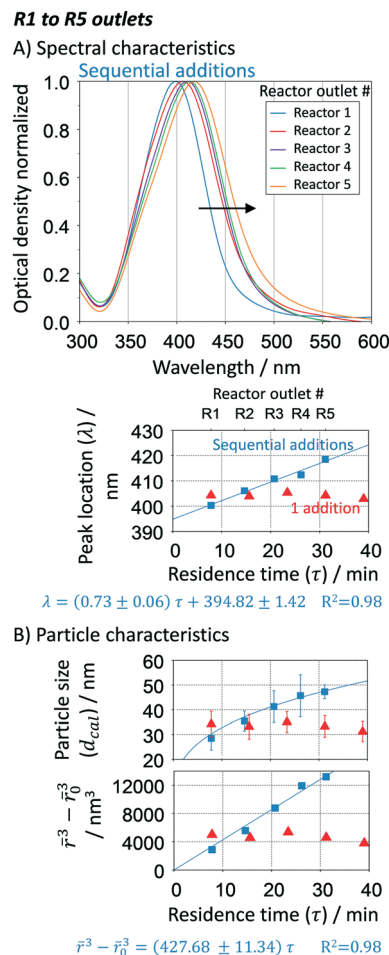 R1 to R5 outlets
A) Spectral characteristics
Sequential additions
Reactor outlet #
Reactor 1
Reactor 2
Reactor 3
Reactor 4
Reactor 5
Optical density normalized
1.0
0.8
0.6
0.4
0.2
0.0
300 350 400 450 500 550 600
Wavelength / nm
Reactor outlet #
R1 R2 R3 R4 R5
Peak location (λ) /
nm
430
420
410
400
390
Sequential additions
1 addition
0 10 20 30 40
Residence time (τ) / min
λ = (0.73 ± 0.06) τ + 394.82 ± 1.42 R²=0.98
B) Particle characteristics
Particle size
(d_cal) / nm
60
50
40
30
20
r̄³ − r̄₀³
/ nm³
12000
8000
4000
0
0 10 20 30 40
Residence time (τ) / min
r̄³ − r̄₀³ = (427.68 ± 11.34) τ R²=0.98